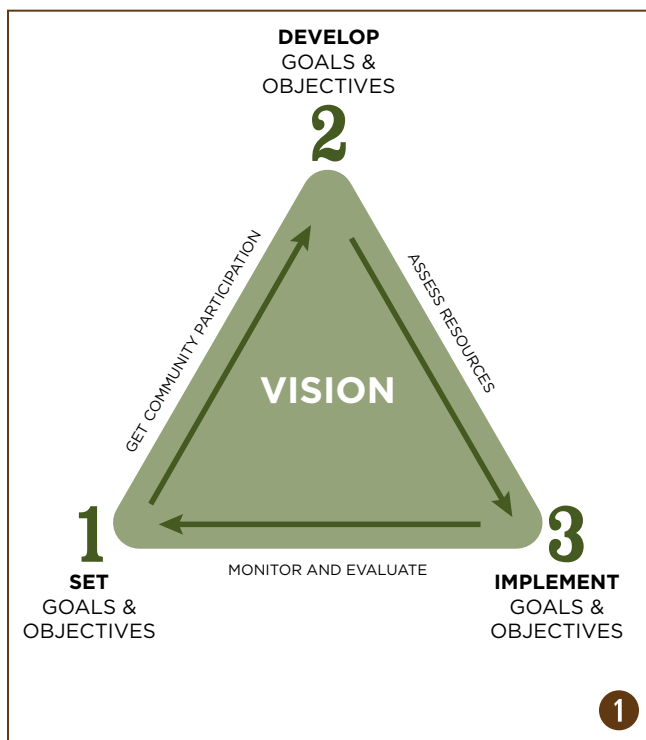 DEVELOP
GOALS &
OBJECTIVES
2
GET COMMUNITY PARTICIPATION
ASSESS RESOURCES
VISION
1
SET
GOALS &
OBJECTIVES
MONITOR AND EVALUATE
3
IMPLEMENT
GOALS &
OBJECTIVES
1